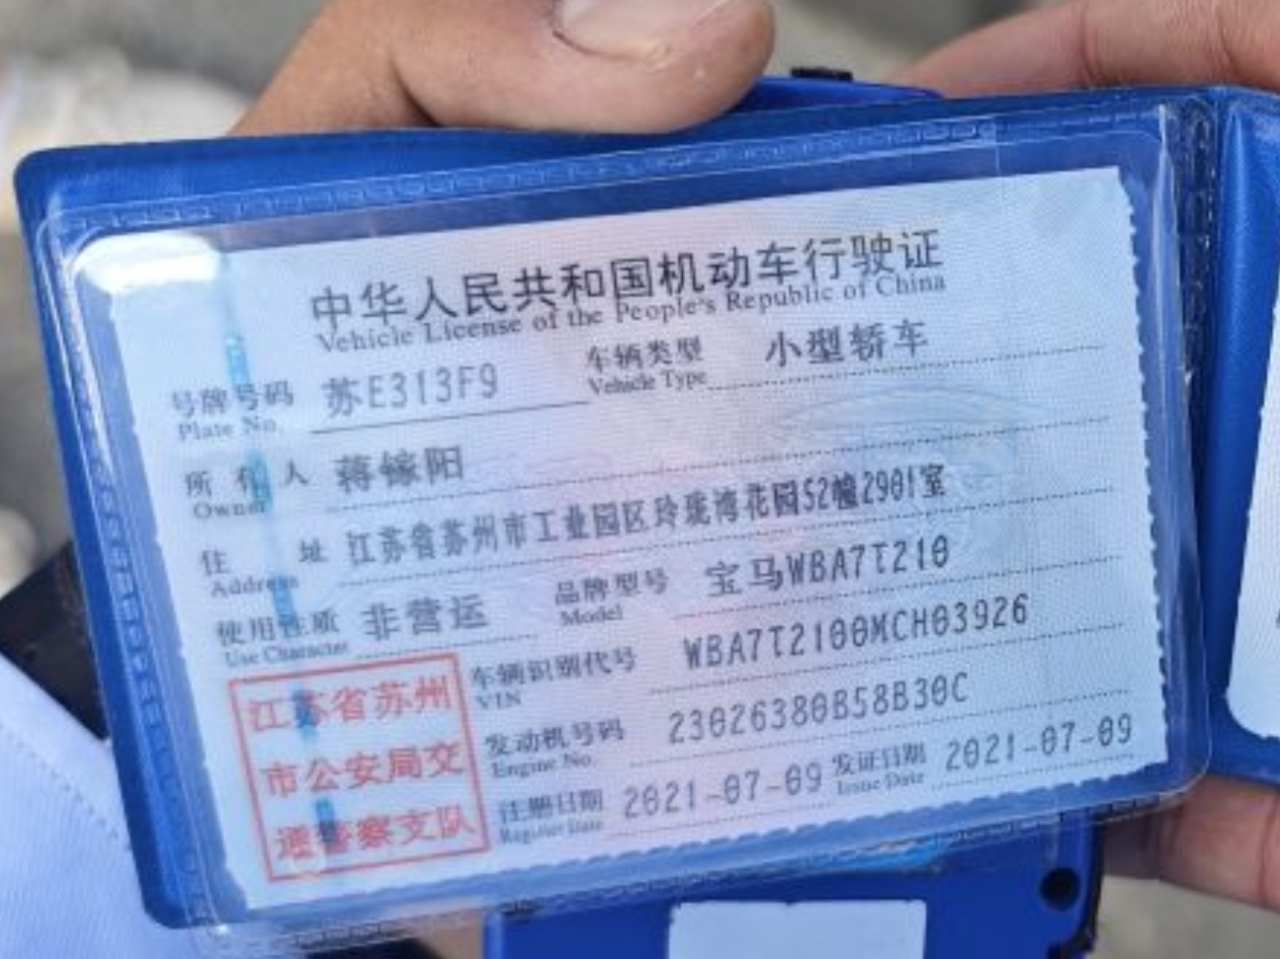 中华人民共和国机动车行驶证
Vehicle License of the People's Republic of China
号牌号码 苏E313F9 车辆类型 小型轿车
Plate No. Vehicle Type
所有人 蒋镓阳
Owner
住址 江苏省苏州市工业园区玲珑湾花园52幢2901室
Address
使用性质 非营运 品牌型号 宝马WBA7T210
Use Character Model
车辆识别代号 WBA7T2100MCH03926
VIN
发动机号码 23026380B58B30C
Engine No.
注册日期 2021-07-09 发证日期 2021-07-09
Register Date Issue Date
江苏省苏州
市公安局交
通警察支队